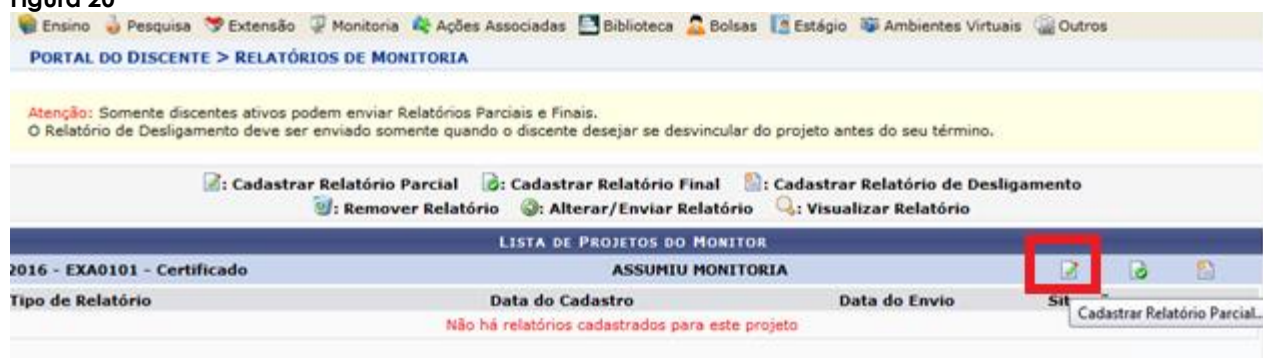 Figura 20
Ensino Pesquisa Extensão Monitoria Ações Associadas Biblioteca Bolsas Estágio Ambientes Virtuais Outros
PORTAL DO DISCENTE > RELATÓRIOS DE MONITORIA
Atenção: Somente discentes ativos podem enviar Relatórios Parciais e Finais.
O Relatório de Desligamento deve ser enviado somente quando o discente desejar se desvincular do projeto antes do seu término.
: Cadastrar Relatório Parcial : Cadastrar Relatório Final : Cadastrar Relatório de Desligamento
: Remover Relatório : Alterar/Enviar Relatório : Visualizar Relatório
LISTA DE PROJETOS DO MONITOR
2016 - EXA0101 - Certificado ASSUMIU MONITORIA
Tipo de Relatório Data do Cadastro Data do Envio
Cadastrar Relatório Parcial...
Não há relatórios cadastrados para este projeto